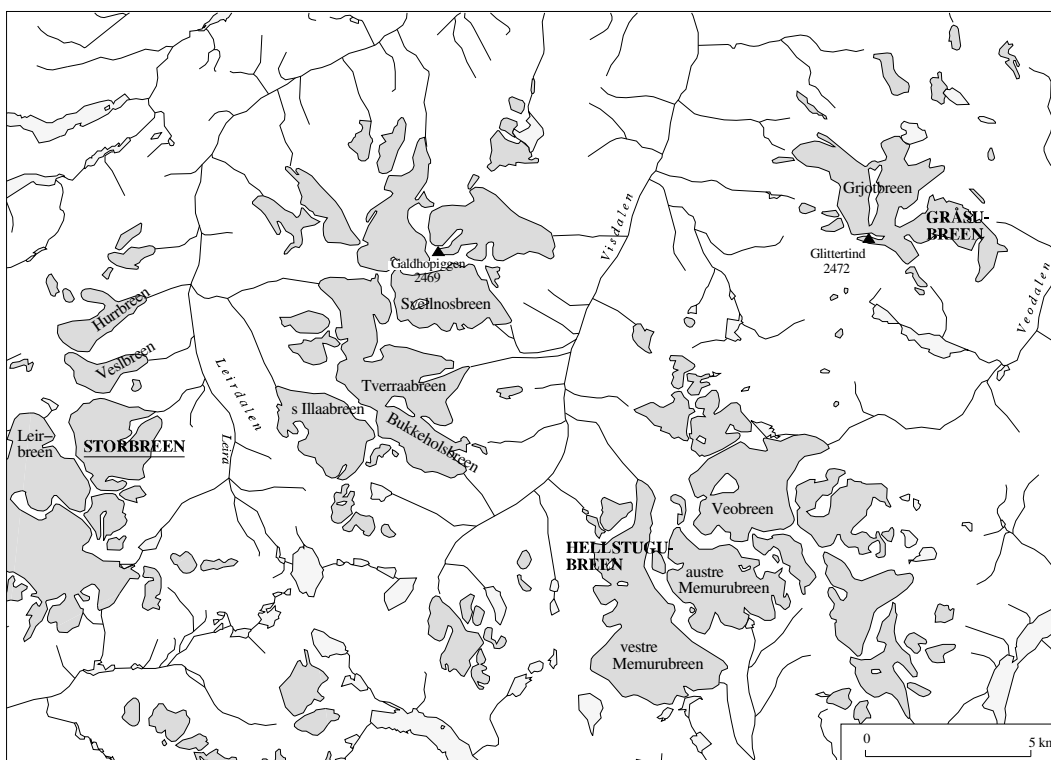 Grjotbreen
GRÅSU-
BREEN
Glittertind
2472
Visdalen
Veodalen
Galdhøpiggen
2469
Svellnosbreen
Hurrbreen
Veslbreen
Leirdalen
Leira
Tverraabreen
s Illaabreen
Bukkeholsbreen
Leir–
breen
STORBREEN
Veobreen
HELLSTUGU-
BREEN
austre
Memurubreen
vestre
Memurubreen
0
5 km